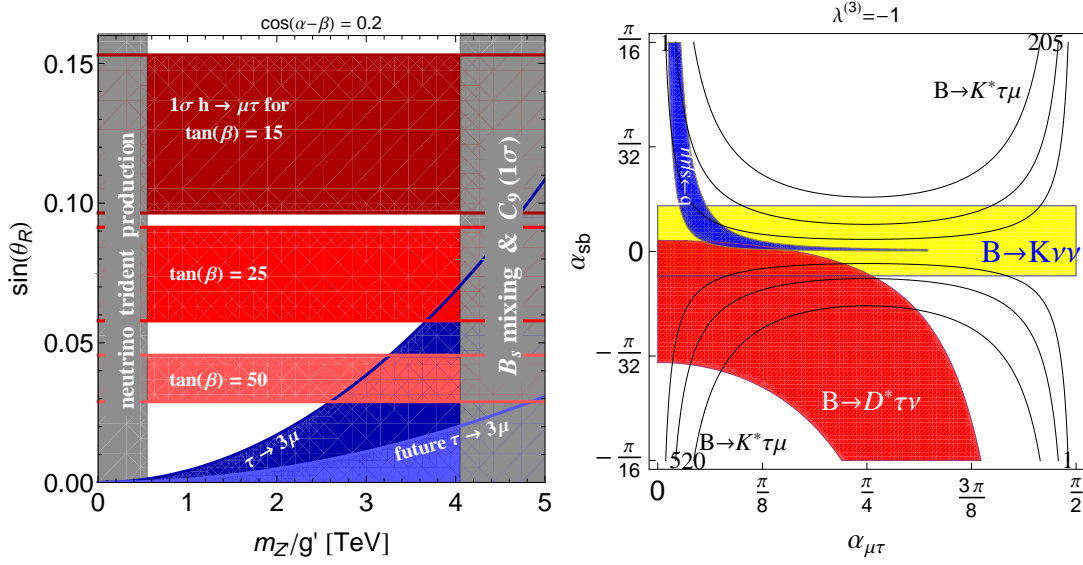 cos(α−β) = 0.2
sin(θ_R)
0.15
0.10
0.05
0.00
1σ h → μτ for
tan(β) = 15
tan(β) = 25
tan(β) = 50
neutrino trident production
B_s mixing & C_9 (1σ)
τ → 3μ
future τ → 3μ
0
1
2
3
4
5
m_Z'/g' [TeV]
λ^(3)=−1
α_sb
π/16
π/32
0
−π/32
−π/16
1
205
B→K*τμ
b→sμμ
B→Kνν
B→D*τν
B→K*τμ
520
1
0
π/8
π/4
3π/8
π/2
α_μτ